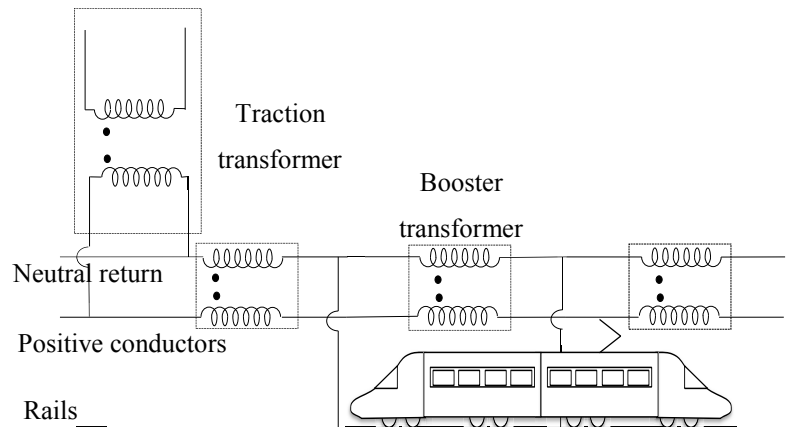 Traction
transformer
Booster
transformer
Neutral return
Positive conductors
Rails